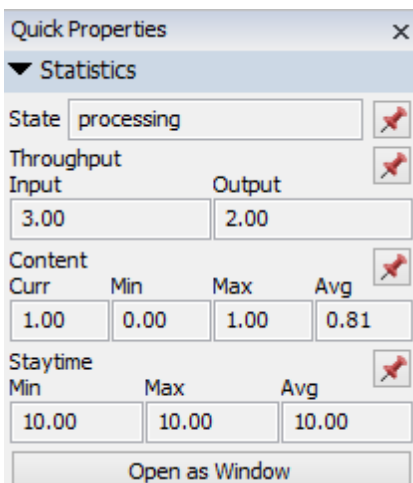 Quick Properties
Statistics
State processing
Throughput
Input Output
3.00 2.00
Content
Curr Min Max Avg
1.00 0.00 1.00 0.81
Staytime
Min Max Avg
10.00 10.00 10.00
Open as Window